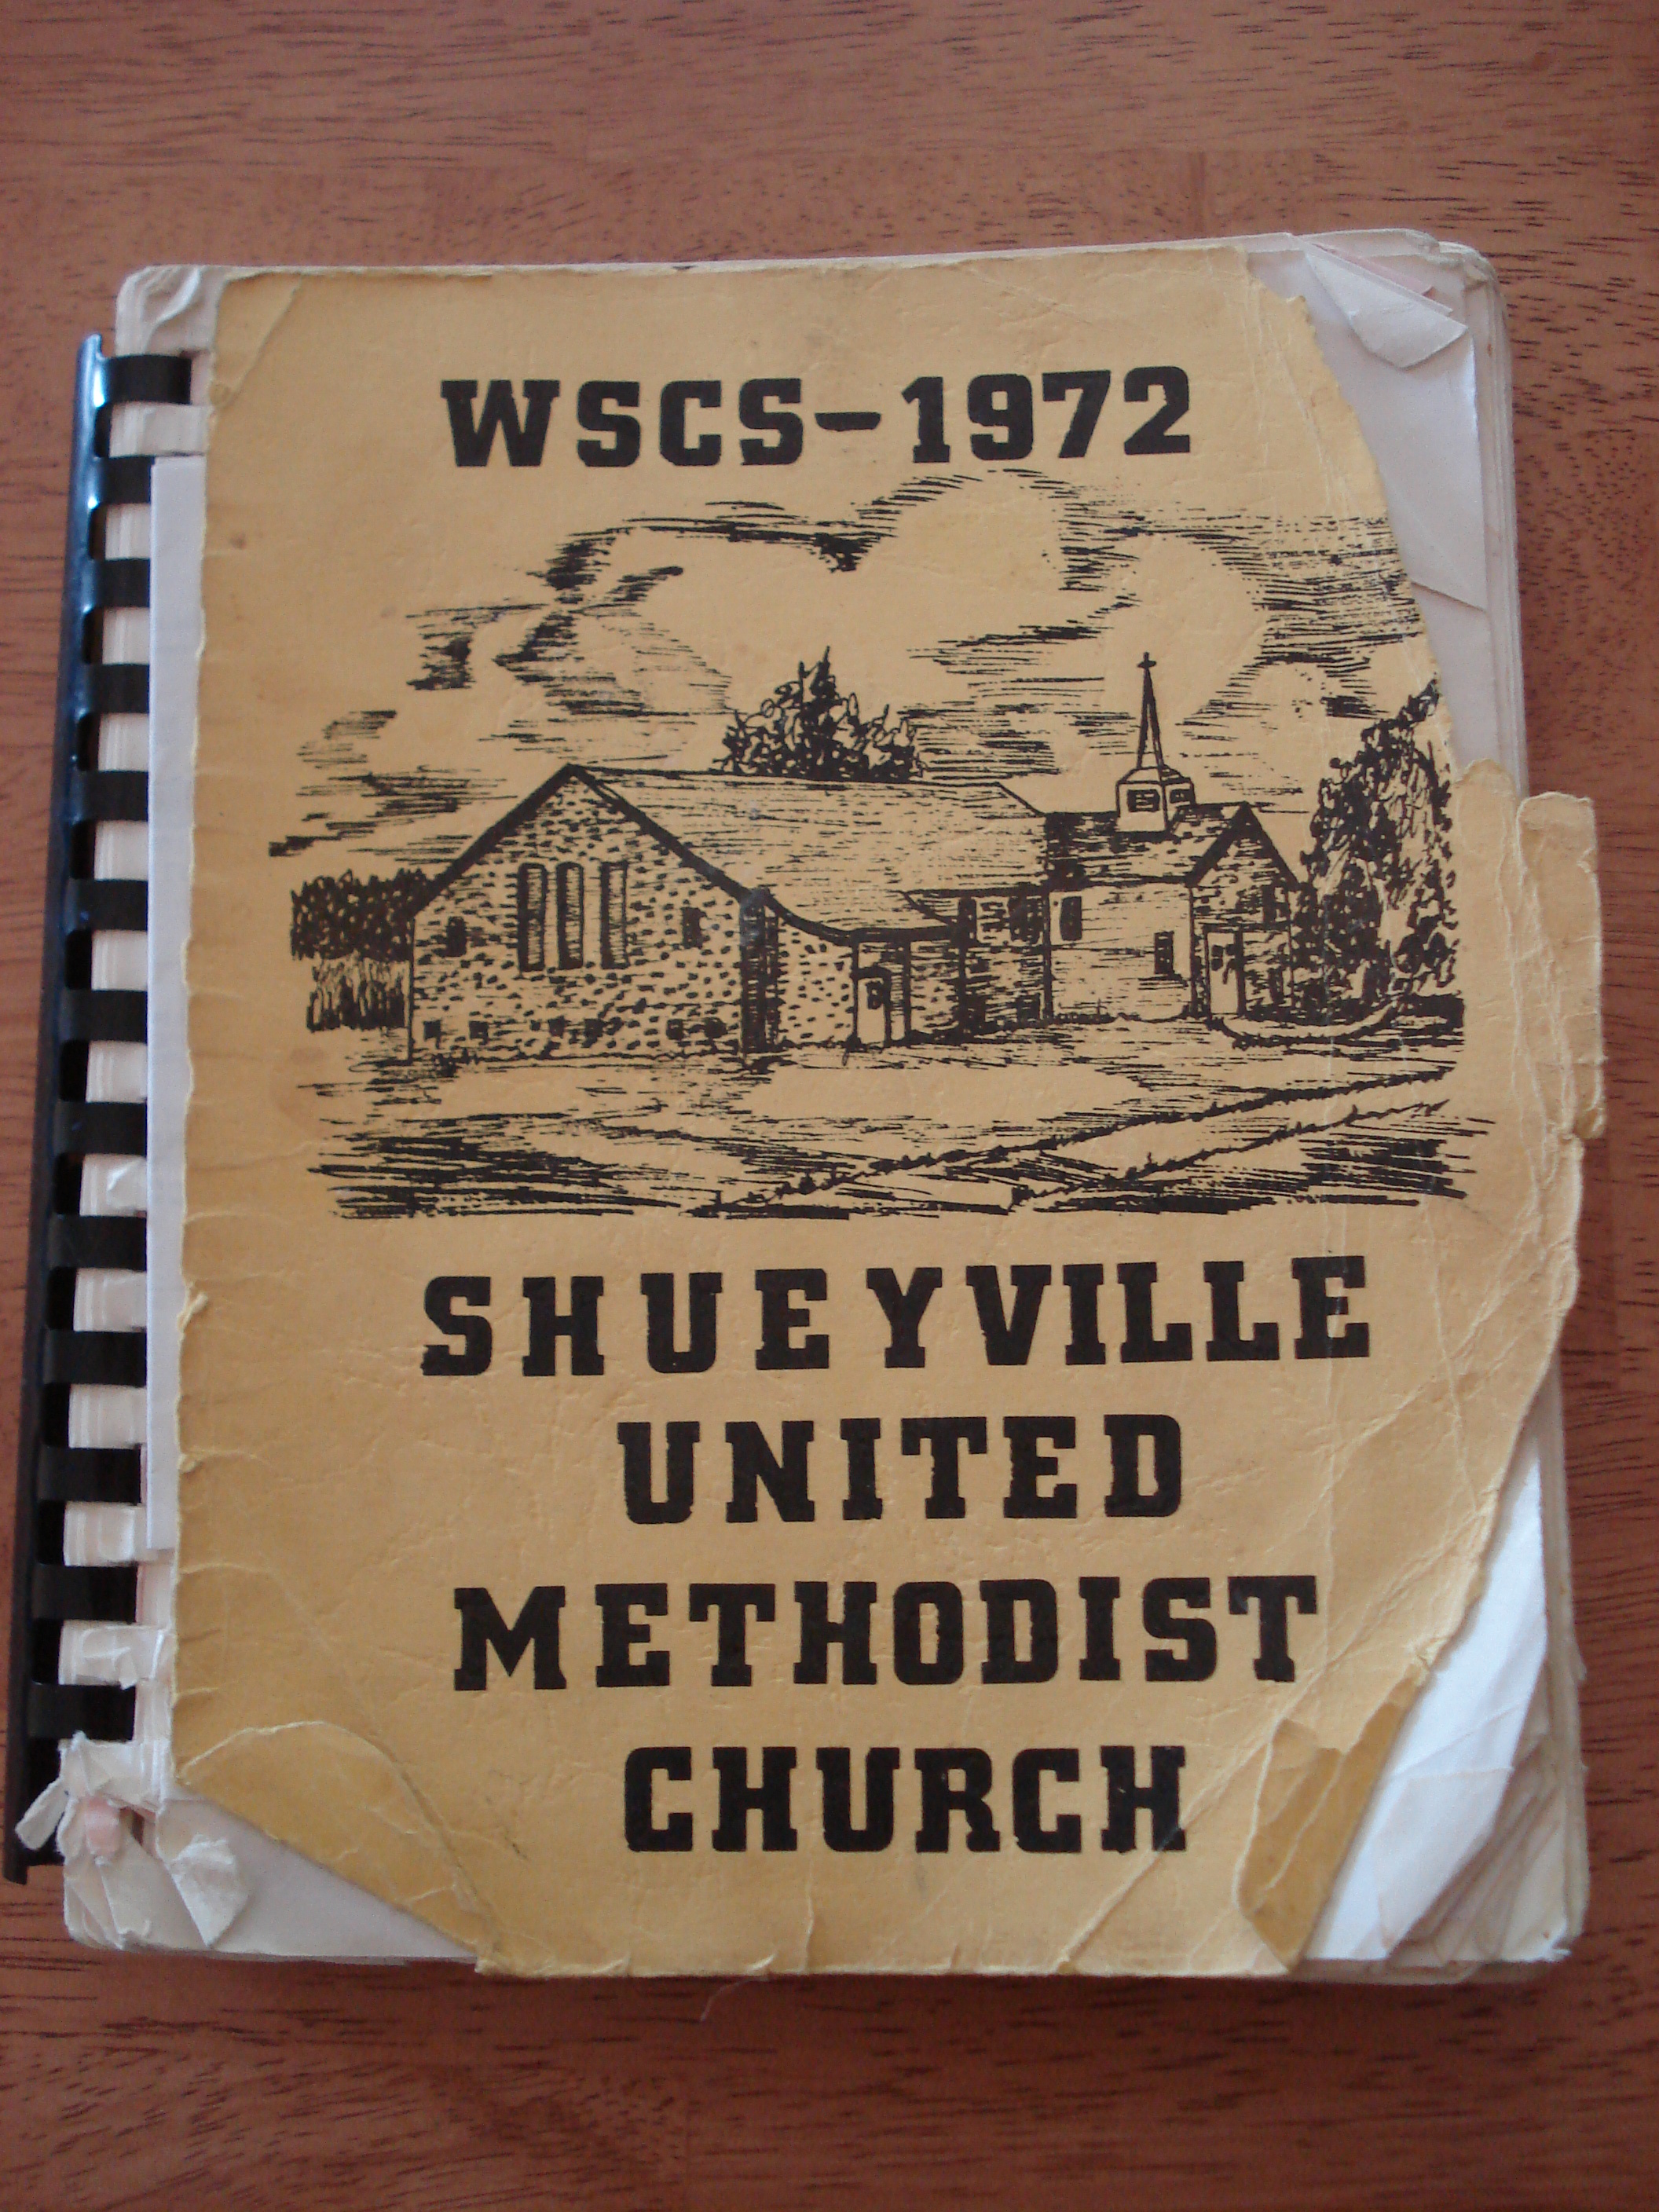 WSCS-1972
SHUEYVILLE
UNITED
METHODIST
CHURCH